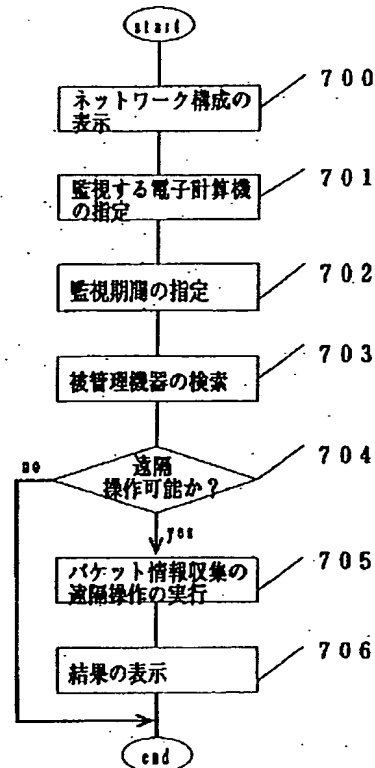 start
ネットワーク構成の
表示
700
監視する電子計算機
の指定
701
監視期間の指定
702
被管理機器の検索
703
遠隔
操作可能か？
704
no
yes
パケット情報収集の
遠隔操作の実行
705
結果の表示
706
end